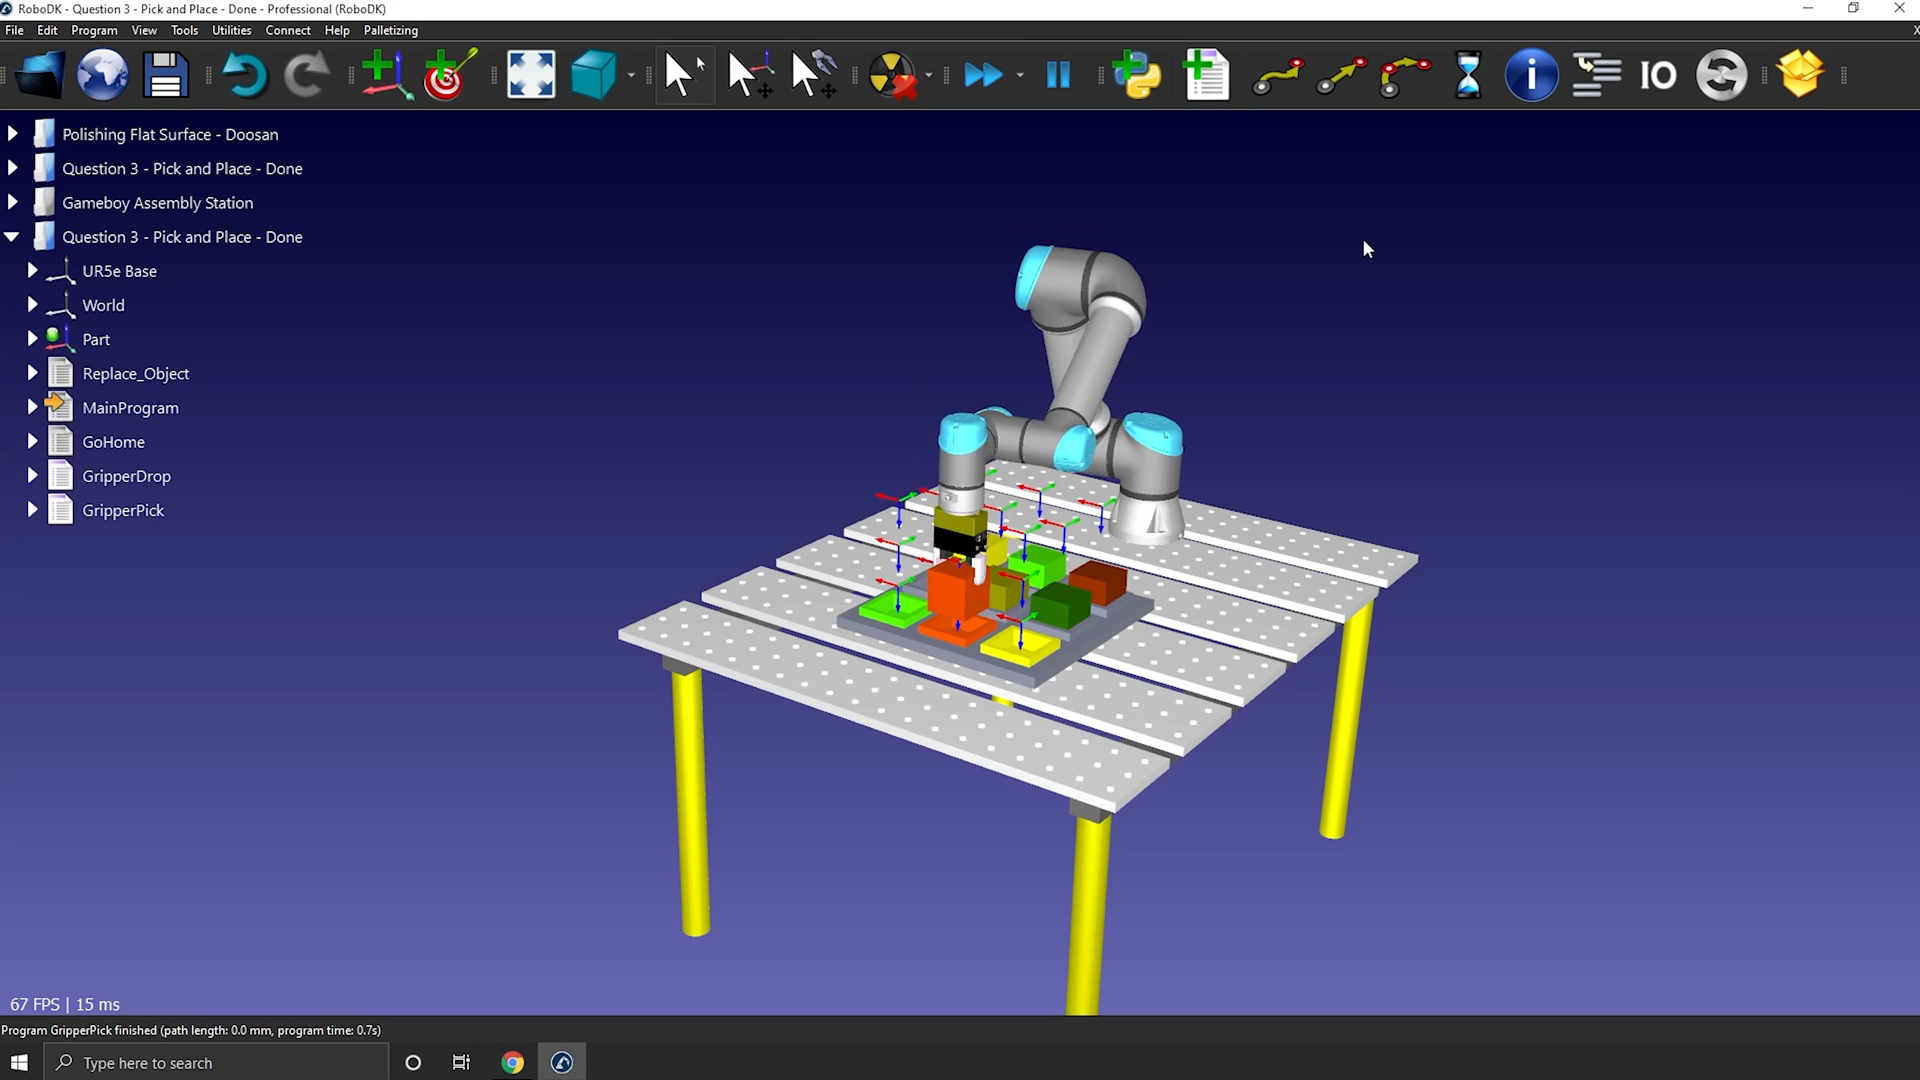 RoboDK - Question 3 - Pick and Place - Done - Professional (RoboDK)
File Edit Program View Tools Utilities Connect Help Palletizing
IO
Polishing Flat Surface - Doosan
Question 3 - Pick and Place - Done
Gameboy Assembly Station
Question 3 - Pick and Place - Done
UR5e Base
World
Part
Replace_Object
MainProgram
GoHome
GripperDrop
GripperPick
67 FPS | 15 ms
Program GripperPick finished (path length: 0.0 mm, program time: 0.7s)
Type here to search